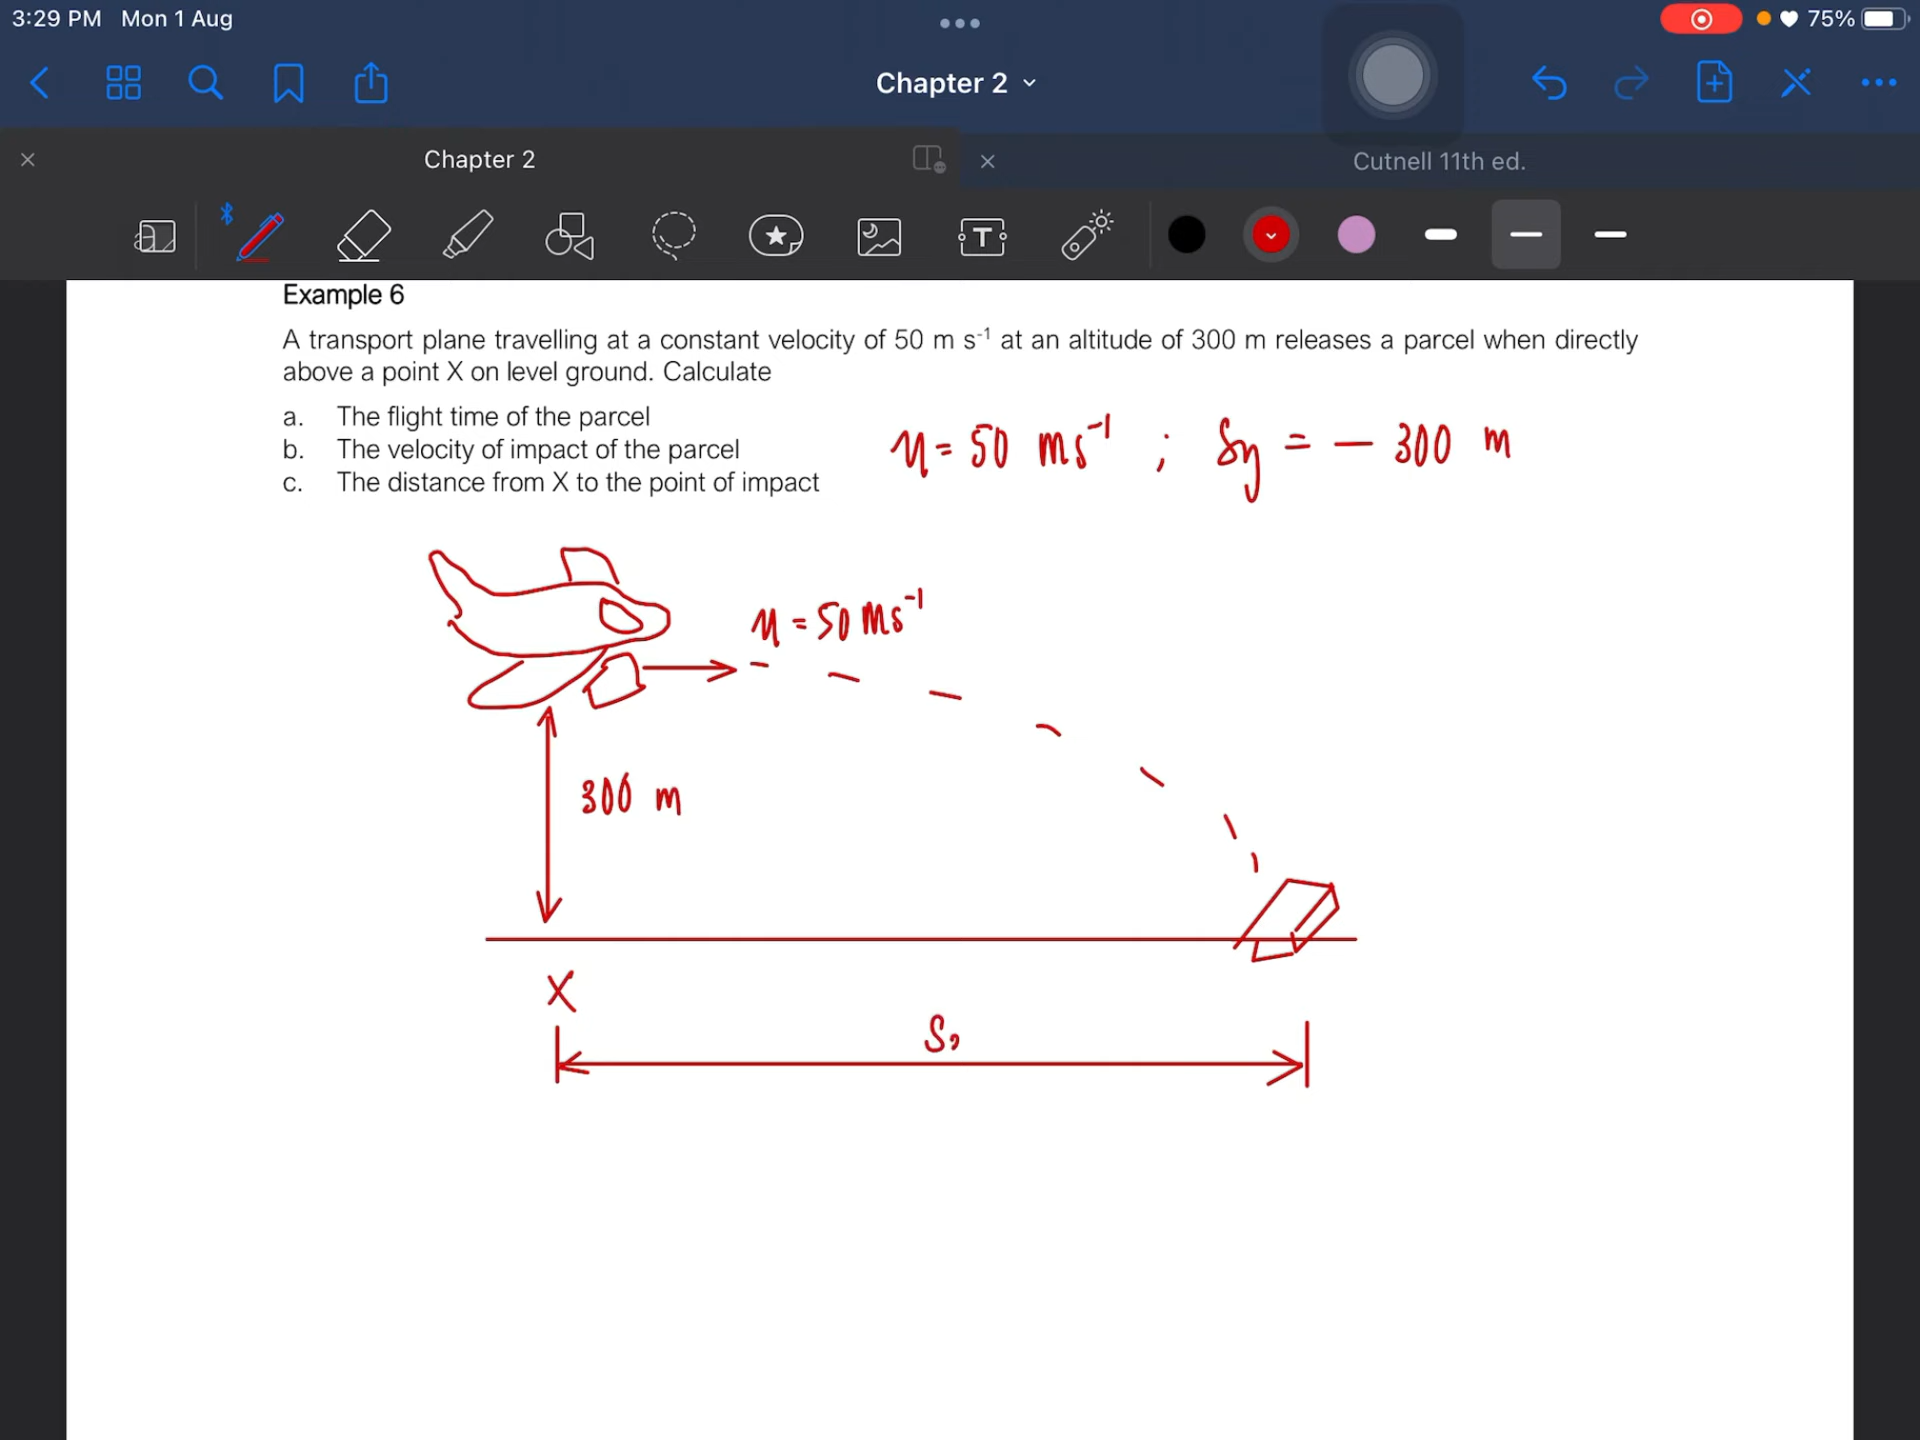 3:29 PM Mon 1 Aug
75%
Chapter 2
Chapter 2
Cutnell 11th ed.
Example 6
A transport plane travelling at a constant velocity of 50 m s⁻¹ at an altitude of 300 m releases a parcel when directly
above a point X on level ground. Calculate
a. The flight time of the parcel
b. The velocity of impact of the parcel
c. The distance from X to the point of impact
u = 50 ms⁻¹ ; Sy = - 300 m
u = 50 ms⁻¹
300 m
X
S,